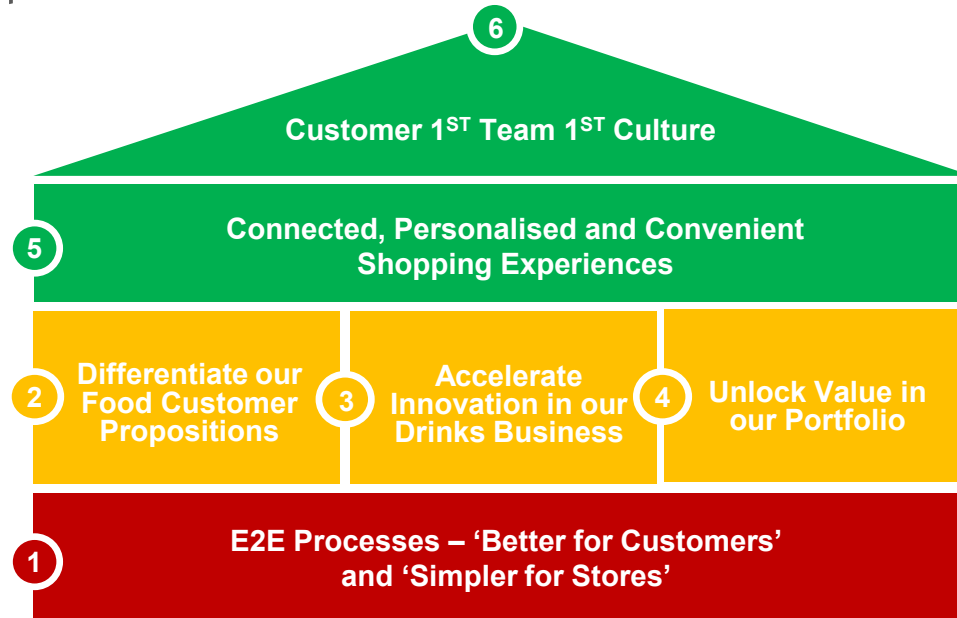 6
Customer 1ST Team 1ST Culture
5
Connected, Personalised and Convenient
Shopping Experiences
2
Differentiate our
Food Customer
Propositions
3
Accelerate
Innovation in our
Drinks Business
4
Unlock Value in
our Portfolio
1
E2E Processes – ‘Better for Customers’
and ‘Simpler for Stores’